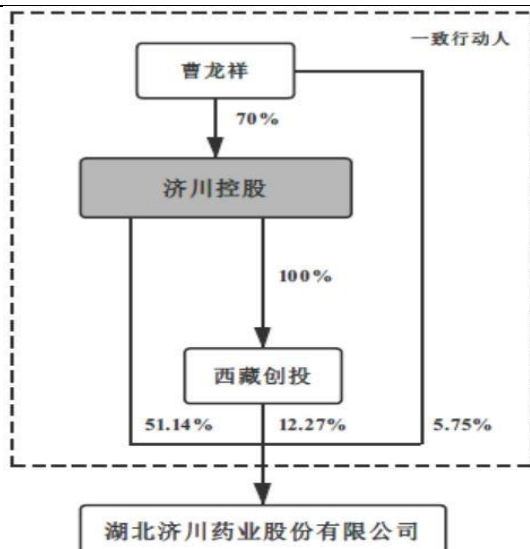 一致行动人
曹龙祥
70%
济川控股
100%
西藏创投
51.14%
12.27%
5.75%
湖北济川药业股份有限公司